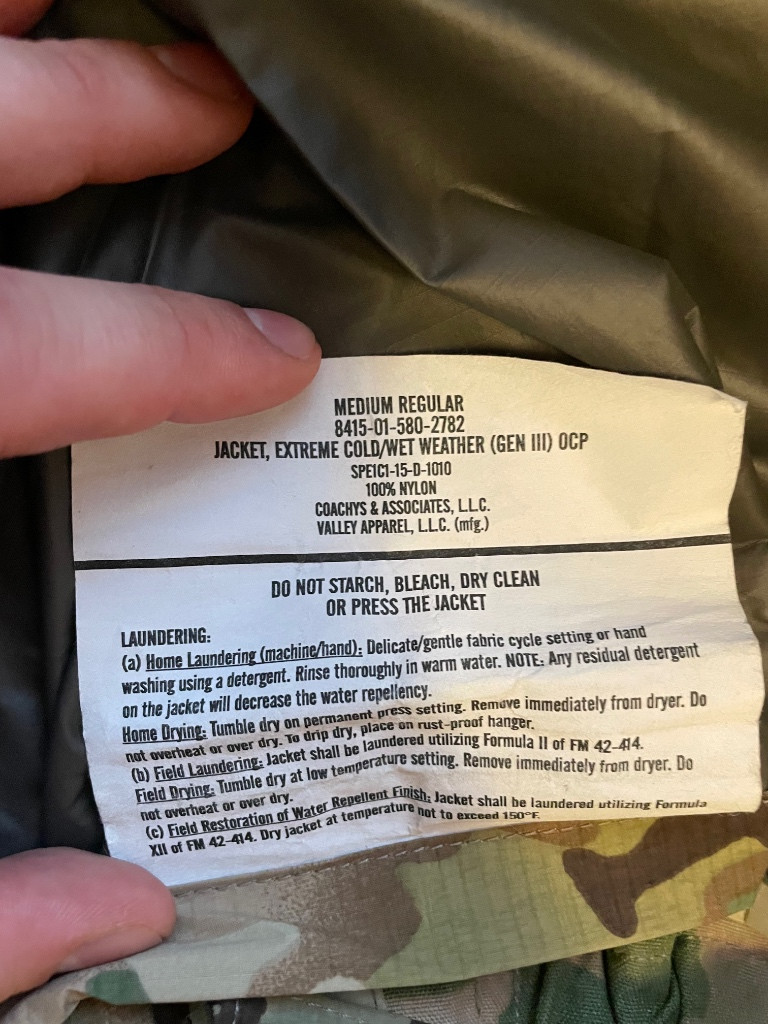 MEDIUM REGULAR
8415-01-580-2782
JACKET, EXTREME COLD/WET WEATHER (GEN III) OCP
SPE1C1-15-D-1010
100% NYLON
COACHYS & ASSOCIATES, L.L.C.
VALLEY APPAREL, L.L.C. (mfg.)
DO NOT STARCH, BLEACH, DRY CLEAN
OR PRESS THE JACKET
LAUNDERING:
(a) Home Laundering (machine/hand): Delicate/gentle fabric cycle setting or hand
washing using a detergent. Rinse thoroughly in warm water. NOTE: Any residual detergent
on the jacket will decrease the water repellency.
Home Drying: Tumble dry on permanent press setting. Remove immediately from dryer. Do
not overheat or over dry. To drip dry, place on rust-proof hanger.
(b) Field Laundering: Jacket shall be laundered utilizing Formula II of FM 42-414.
Field Drying: Tumble dry at low temperature setting. Remove immediately from dryer. Do
not overheat or over dry.
(c) Field Restoration of Water Repellent Finish: Jacket shall be laundered utilizing Formula
XII of FM 42-414. Dry jacket at temperature not to exceed 150°F.